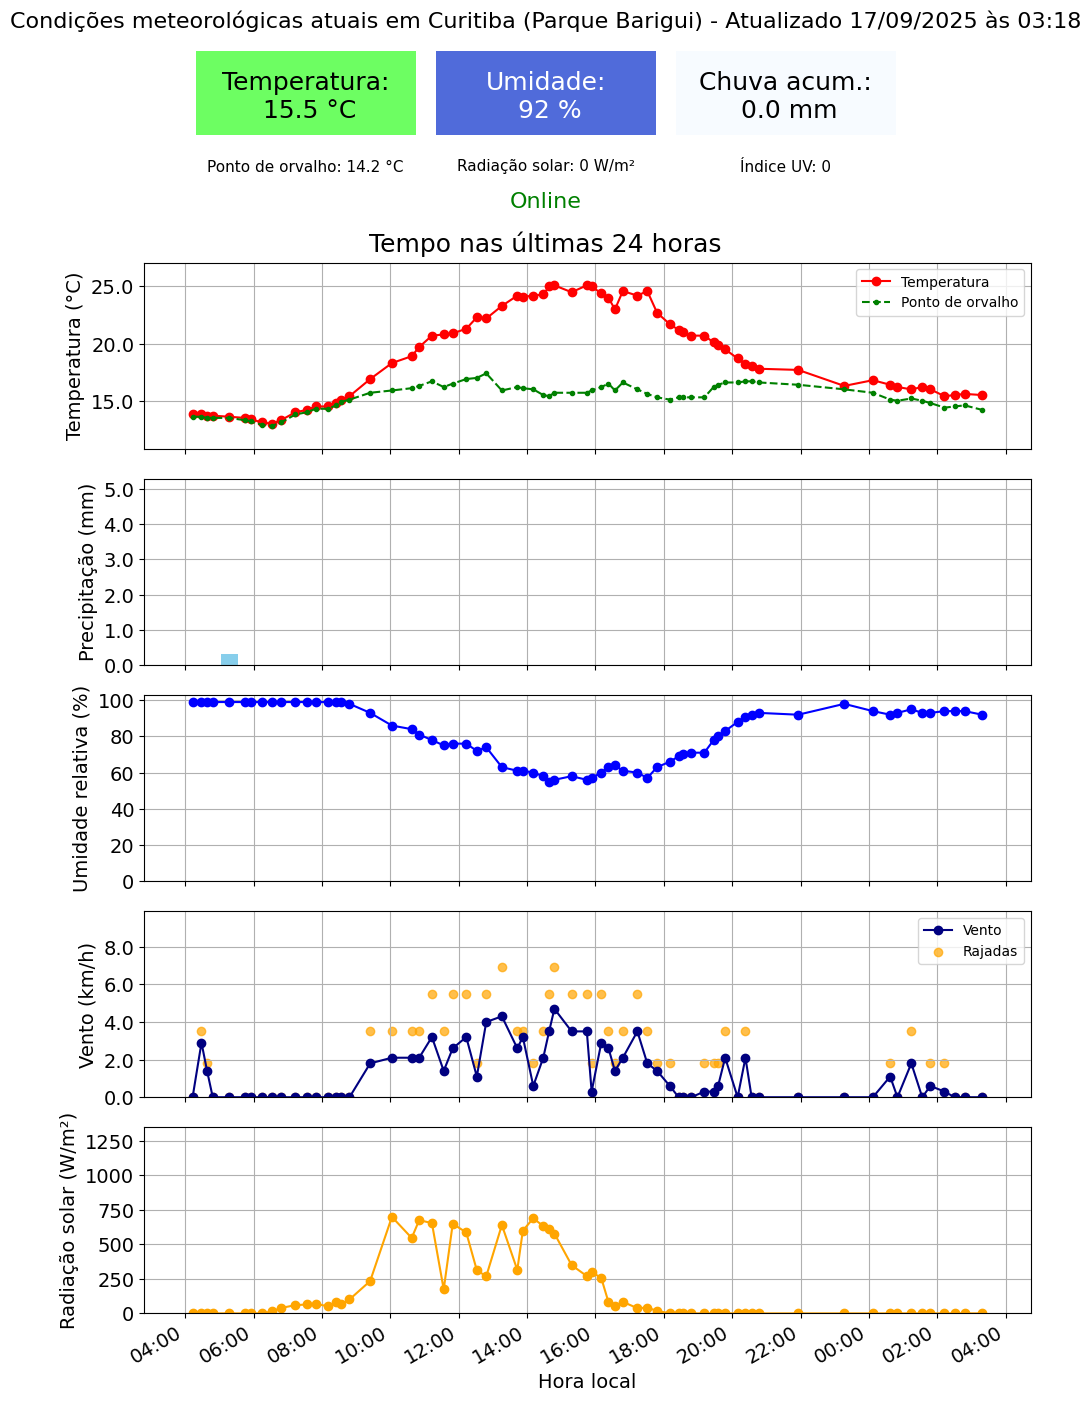 Condições meteorológicas atuais em Curitiba (Parque Barigui) - Atualizado 17/09/2025 às 03:18
Temperatura:
15.5 °C
Umidade:
92 %
Chuva acum.:
0.0 mm
Ponto de orvalho: 14.2 °C
Radiação solar: 0 W/m²
Índice UV: 0
Online
Tempo nas últimas 24 horas
Temperatura (°C)
25.0
20.0
15.0
Temperatura
Ponto de orvalho
Precipitação (mm)
5.0
4.0
3.0
2.0
1.0
0.0
Umidade relativa (%)
100
80
60
40
20
0
Vento (km/h)
8.0
6.0
4.0
2.0
0.0
Vento
Rajadas
Radiação solar (W/m²)
1250
1000
750
500
250
0
04:00 06:00 08:00 10:00 12:00 14:00 16:00 18:00 20:00 22:00 00:00 02:00 04:00
Hora local